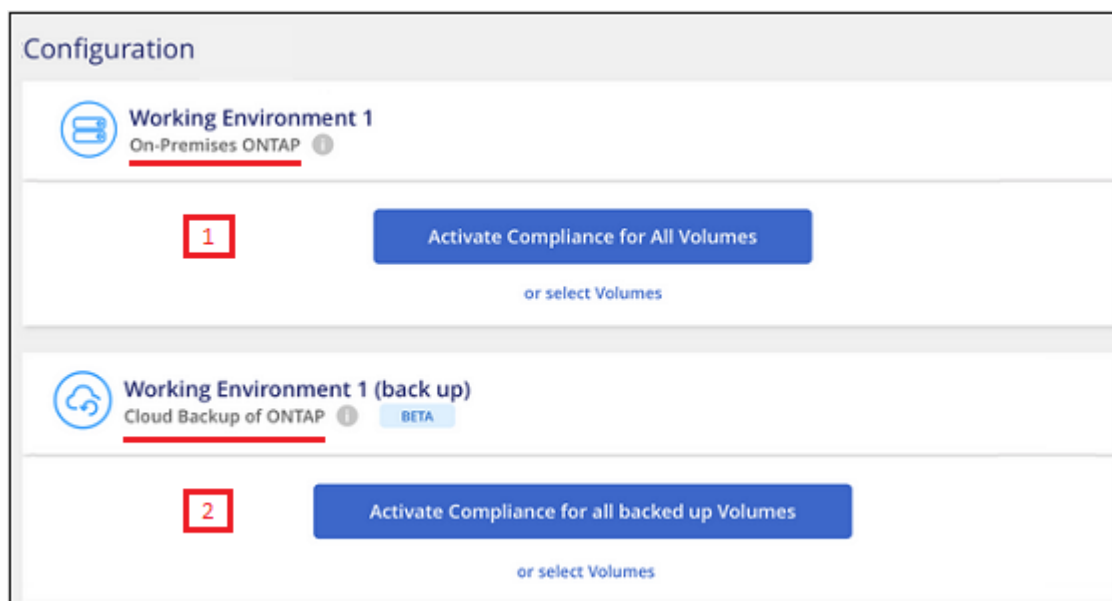 Configuration
Working Environment 1
On-Premises ONTAP i
1
Activate Compliance for All Volumes
or select Volumes
Working Environment 1 (back up)
Cloud Backup of ONTAP i BETA
2
Activate Compliance for all backed up Volumes
or select Volumes